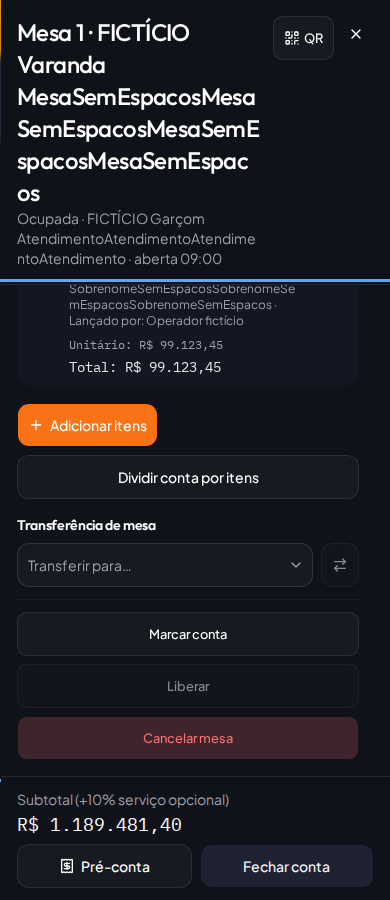 Mesa 1 · FICTÍCIO
QR
Varanda
MesaSemEspacosMesa
SemEspacosMesaSemE
spacosMesaSemEspac
os
Ocupada · FICTÍCIO Garçom
AtendimentoAtendimentoAtendime
ntoAtendimento · aberta 09:00
SobrenomeSemEspacosSobrenomeSe
mEspacosSobrenomeSemEspacos ·
Lançado por: Operador fictício
Unitário: R$ 99.123,45
Total: R$ 99.123,45
+ Adicionar itens
Dividir conta por itens
Transferência de mesa
Transferir para...
Marcar conta
Liberar
Cancelar mesa
Subtotal (+10% serviço opcional)
R$ 1.189.481,40
Pré-conta
Fechar conta